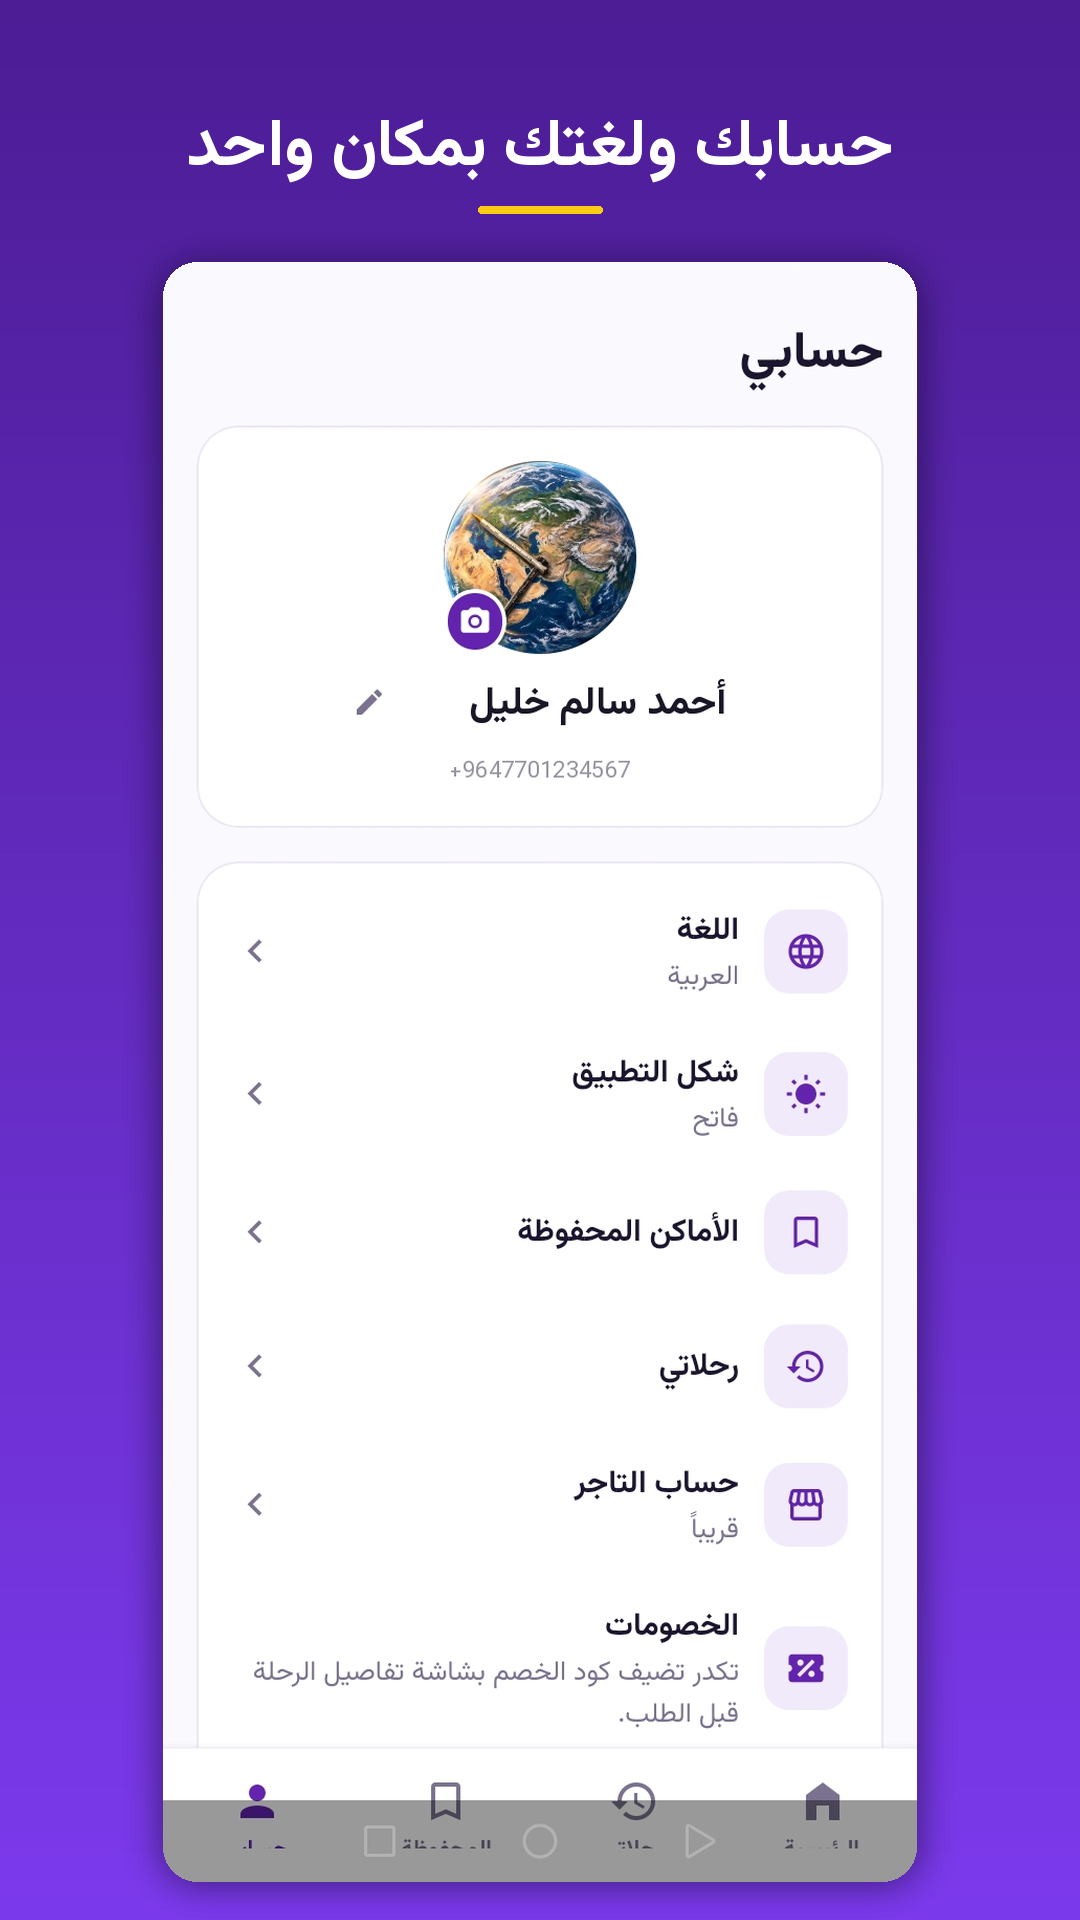 حسابك ولغتك بمكان واحد
حسابي
أحمد سالم خليل
+9647701234567
اللغة
العربية
شكل التطبيق
فاتح
الأماكن المحفوظة
رحلاتي
حساب التاجر
قريباً
الخصومات
تكدر تضيف كود الخصم بشاشة تفاصيل الرحلة
قبل الطلب.